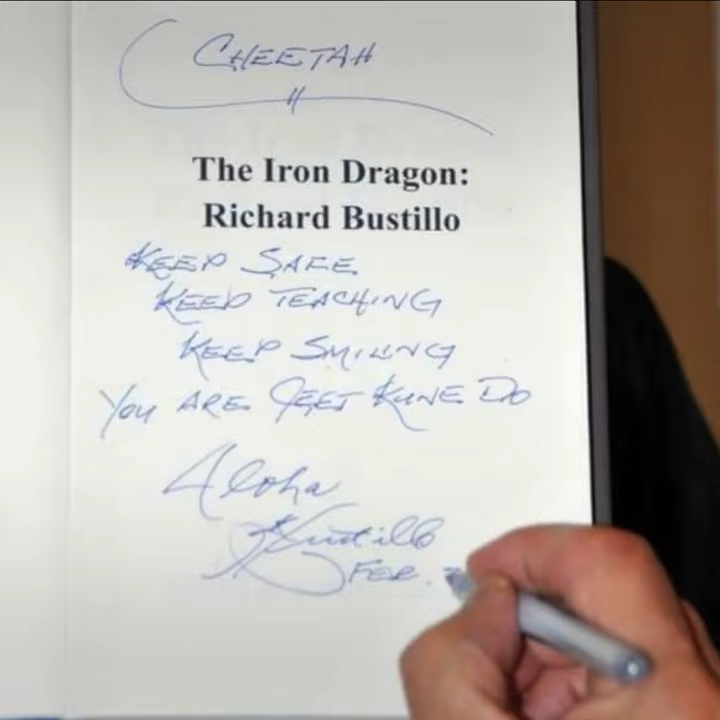 CHEETAH
The Iron Dragon:
Richard Bustillo
KEEP SAFE
KEEP TEACHING
KEEP SMILING
YOU ARE JEET KUNE DO
Aloha
Bustillo
FEB.